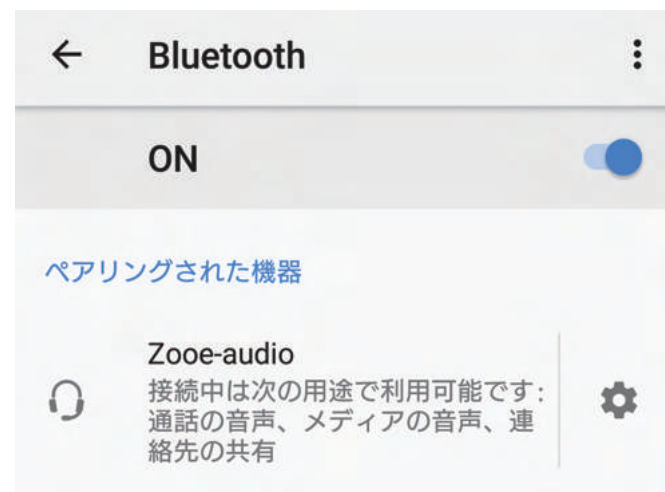 Bluetooth
ON
ペアリングされた機器
Zooe-audio
接続中は次の用途で利用可能です:
通話の音声、メディアの音声、連
絡先の共有